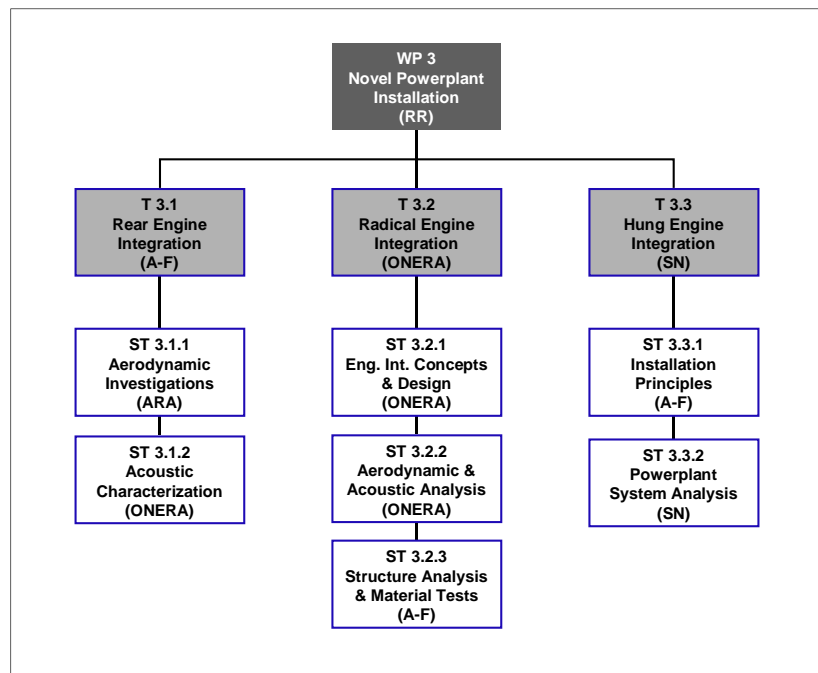 WP 3
Novel Powerplant
Installation
(RR)
T 3.1
Rear Engine
Integration
(A-F)
T 3.2
Radical Engine
Integration
(ONERA)
T 3.3
Hung Engine
Integration
(SN)
ST 3.1.1
Aerodynamic
Investigations
(ARA)
ST 3.2.1
Eng. Int. Concepts
& Design
(ONERA)
ST 3.3.1
Installation
Principles
(A-F)
ST 3.1.2
Acoustic
Characterization
(ONERA)
ST 3.2.2
Aerodynamic &
Acoustic Analysis
(ONERA)
ST 3.3.2
Powerplant
System Analysis
(SN)
ST 3.2.3
Structure Analysis
& Material Tests
(A-F)